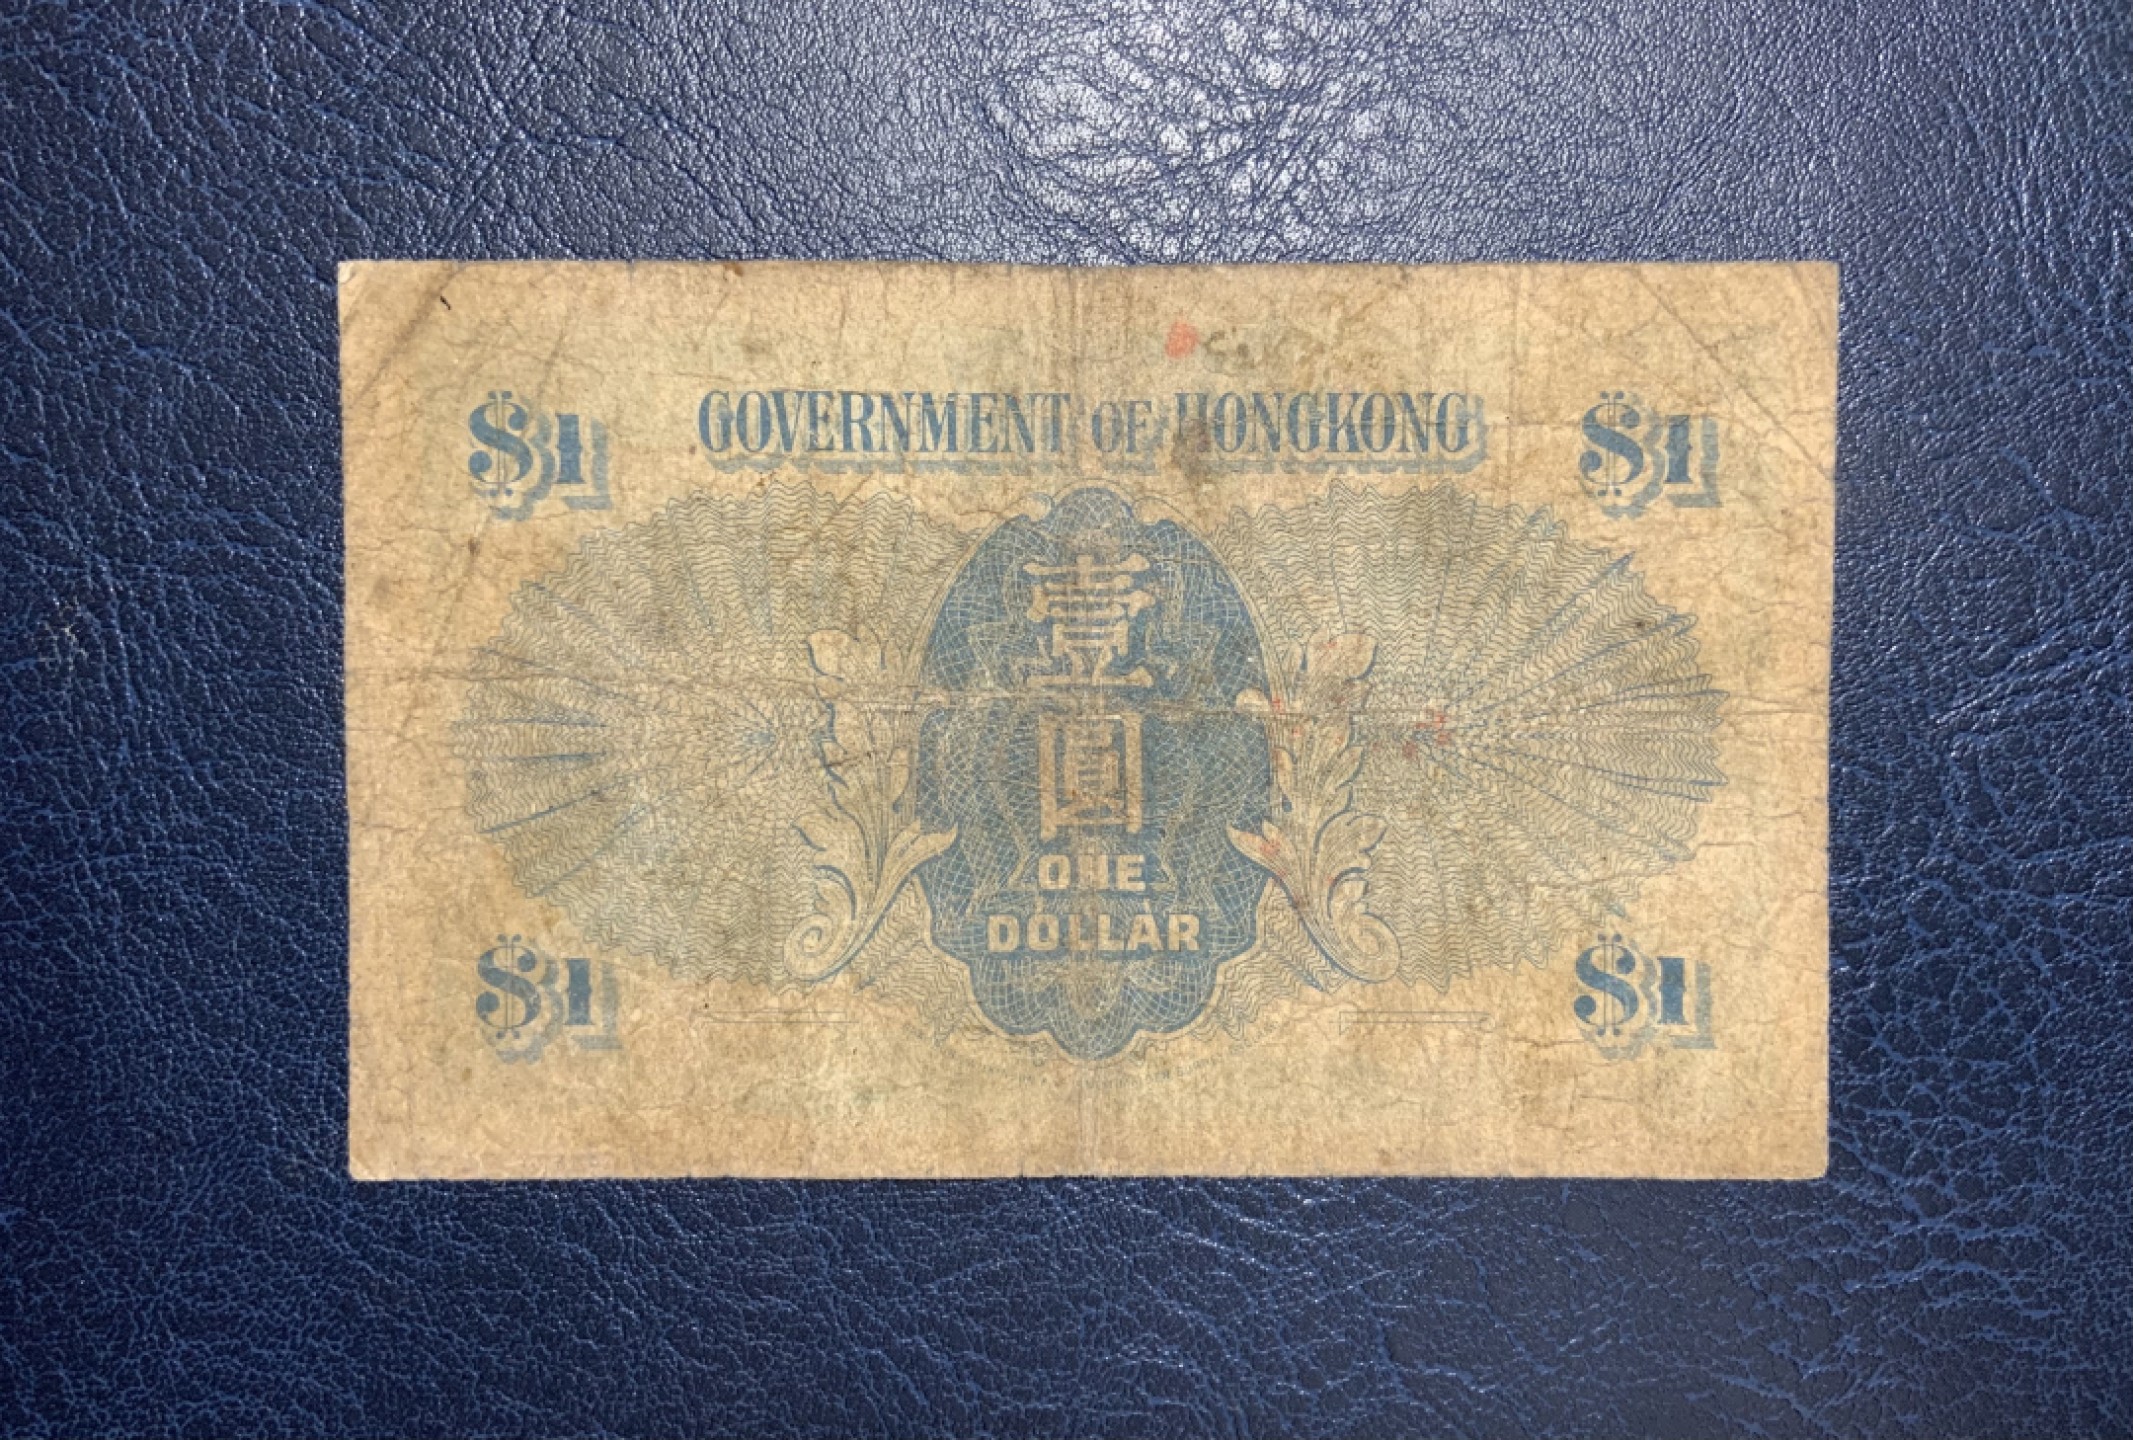 $1 GOVERNMENT OF HONGKONG $1
壹
圓
ONE
DOLLAR
$1 $1